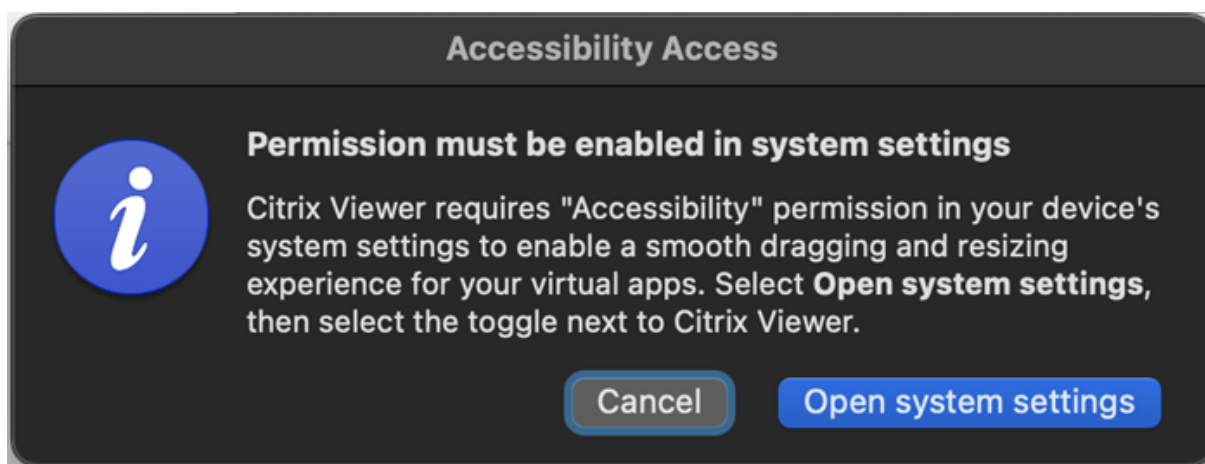 Accessibility Access
Permission must be enabled in system settings
Citrix Viewer requires "Accessibility" permission in your device's
system settings to enable a smooth dragging and resizing
experience for your virtual apps. Select Open system settings,
then select the toggle next to Citrix Viewer.
Cancel
Open system settings